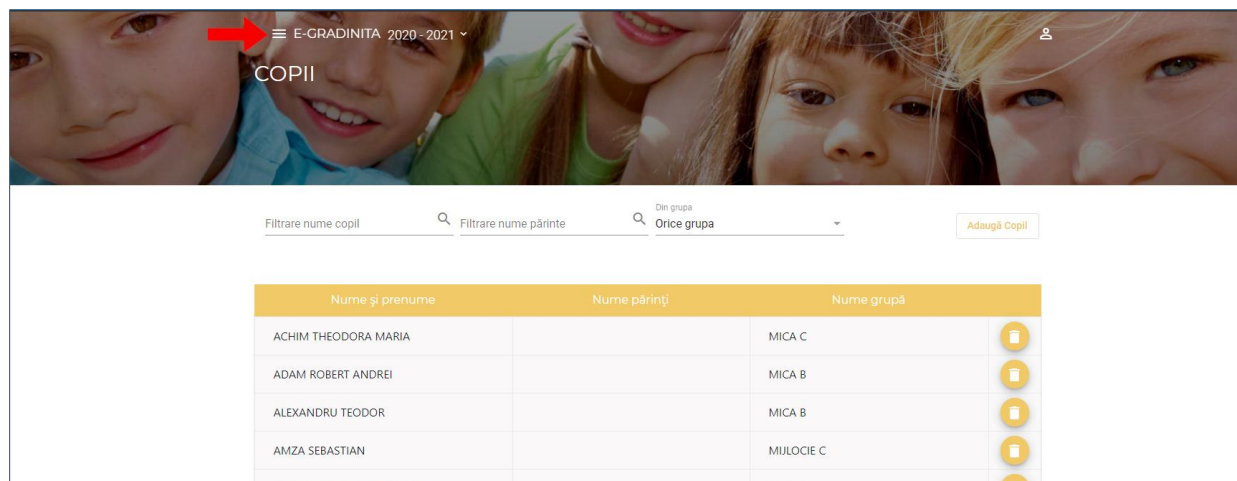 E-GRADINITA 2020 - 2021
COPII
Filtrare nume copil Filtrare nume părinte Din grupa
Orice grupa
Adaugă Copil
Nume și prenume Nume părinți Nume grupă
ACHIM THEODORA MARIA MICA C
ADAM ROBERT ANDREI MICA B
ALEXANDRU TEODOR MICA B
AMZA SEBASTIAN MIJLOCIE C